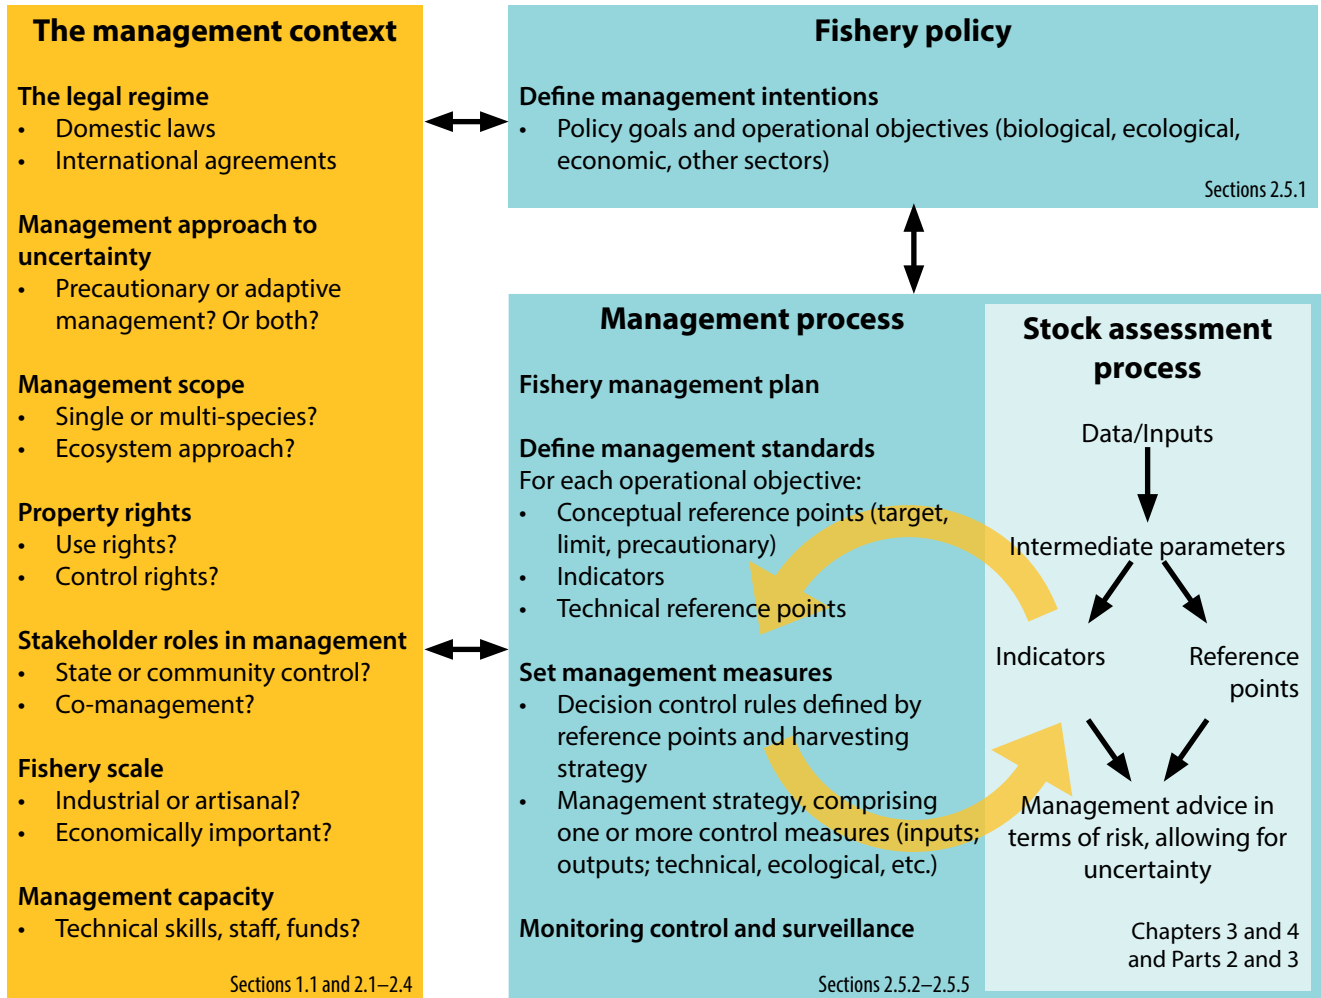 The management context
The legal regime
• Domestic laws
• International agreements
Management approach to
uncertainty
• Precautionary or adaptive
management? Or both?
Management scope
• Single or multi-species?
• Ecosystem approach?
Property rights
• Use rights?
• Control rights?
Stakeholder roles in management
• State or community control?
• Co-management?
Fishery scale
• Industrial or artisanal?
• Economically important?
Management capacity
• Technical skills, staff, funds?
Sections 1.1 and 2.1–2.4
Fishery policy
Define management intentions
• Policy goals and operational objectives (biological, ecological,
economic, other sectors)
Sections 2.5.1
Management process
Fishery management plan
Define management standards
For each operational objective:
• Conceptual reference points (target,
limit, precautionary)
• Indicators
• Technical reference points
Set management measures
• Decision control rules defined by
reference points and harvesting
strategy
• Management strategy, comprising
one or more control measures (inputs;
outputs; technical, ecological, etc.)
Monitoring control and surveillance
Sections 2.5.2–2.5.5
Stock assessment
process
Data/Inputs
Intermediate parameters
Indicators
Reference
points
Management advice in
terms of risk, allowing for
uncertainty
Chapters 3 and 4
and Parts 2 and 3